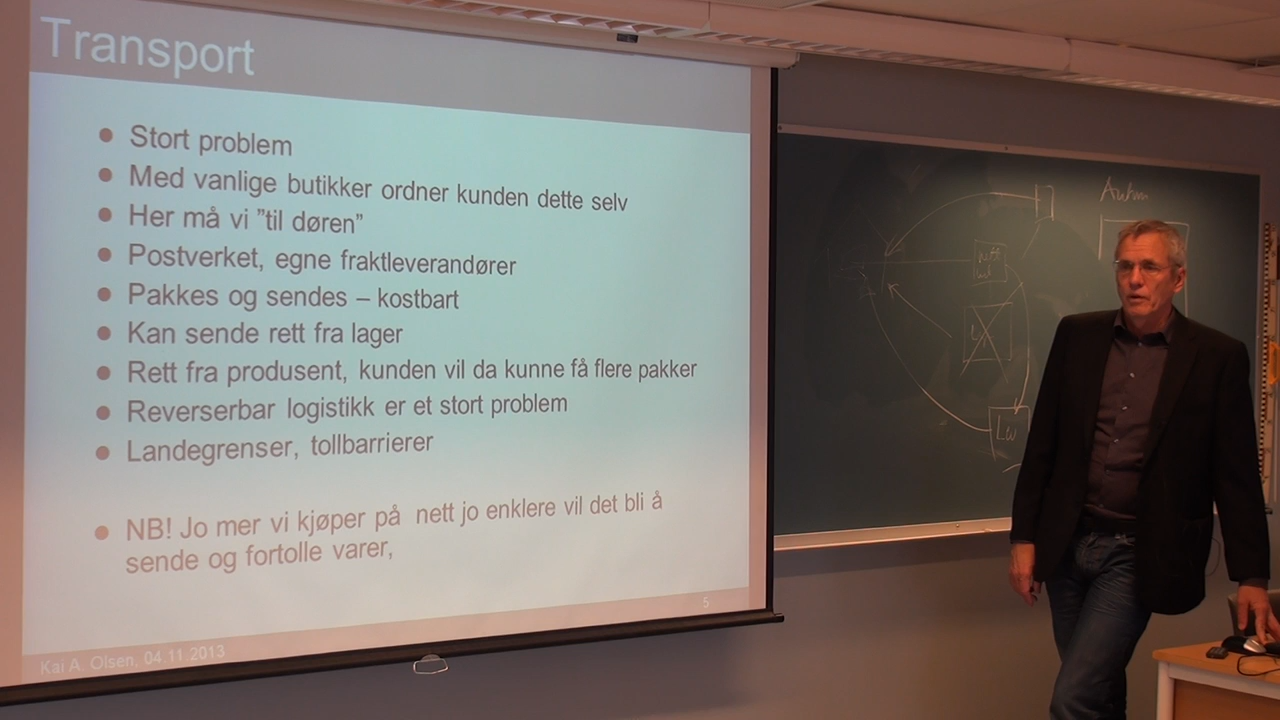 Transport
Stort problem
Med vanlige butikker ordner kunden dette selv
Her må vi ”til døren”
Postverket, egne fraktleverandører
Pakkes og sendes – kostbart
Kan sende rett fra lager
Rett fra produsent, kunden vil da kunne få flere pakker
Reverserbar logistikk er et stort problem
Landegrenser, tollbarrierer
NB! Jo mer vi kjøper på nett jo enklere vil det bli å
sende og fortolle varer,
5
Kai A. Olsen, 04.11.2013